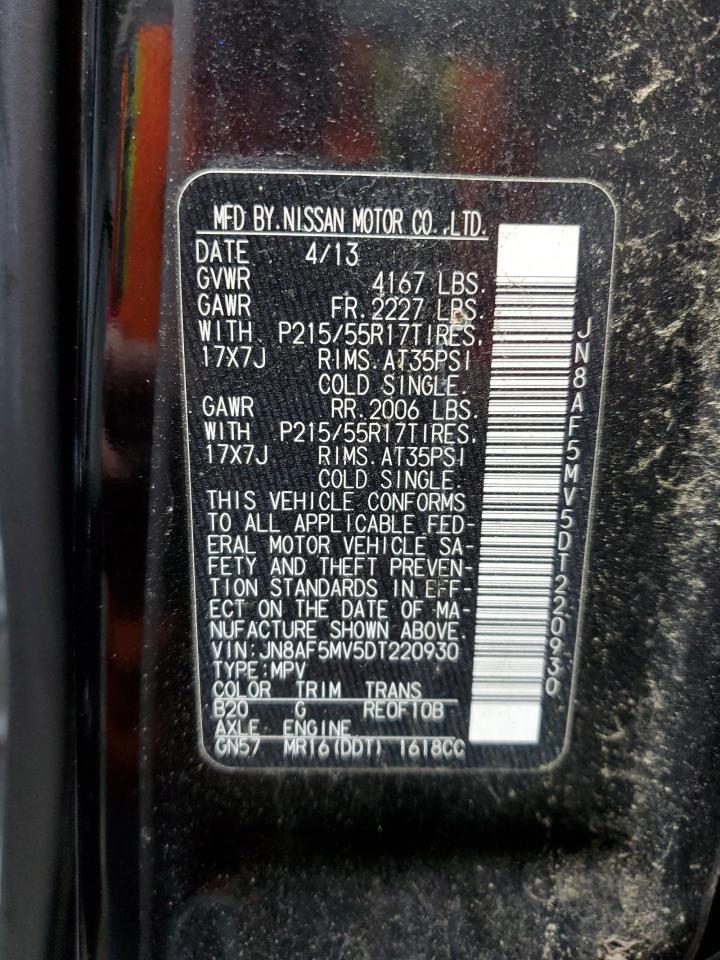 MFD BY.NISSAN MOTOR CO.,LTD.
DATE 4/13
GVWR 4167 LBS.
GAWR FR.2227 LBS.
WITH P215/55R17TIRES,
17X7J RIMS.AT35PSI
COLD SINGLE.
GAWR RR.2006 LBS.
WITH P215/55R17TIRES,
17X7J RIMS.AT35PSI
COLD SINGLE.
THIS VEHICLE CONFORMS
TO ALL APPLICABLE FED-
ERAL MOTOR VEHICLE SA-
FETY AND THEFT PREVEN-
TION STANDARDS IN EFF-
ECT ON THE DATE OF MA-
NUFACTURE SHOWN ABOVE.
VIN:JN8AF5MV5DT220930
TYPE:MPV
COLOR TRIM TRANS
B20 G RE0F10B
AXLE ENGINE
GN57 MR16(DDT) 1618CC
JN8AF5MV5DT220930